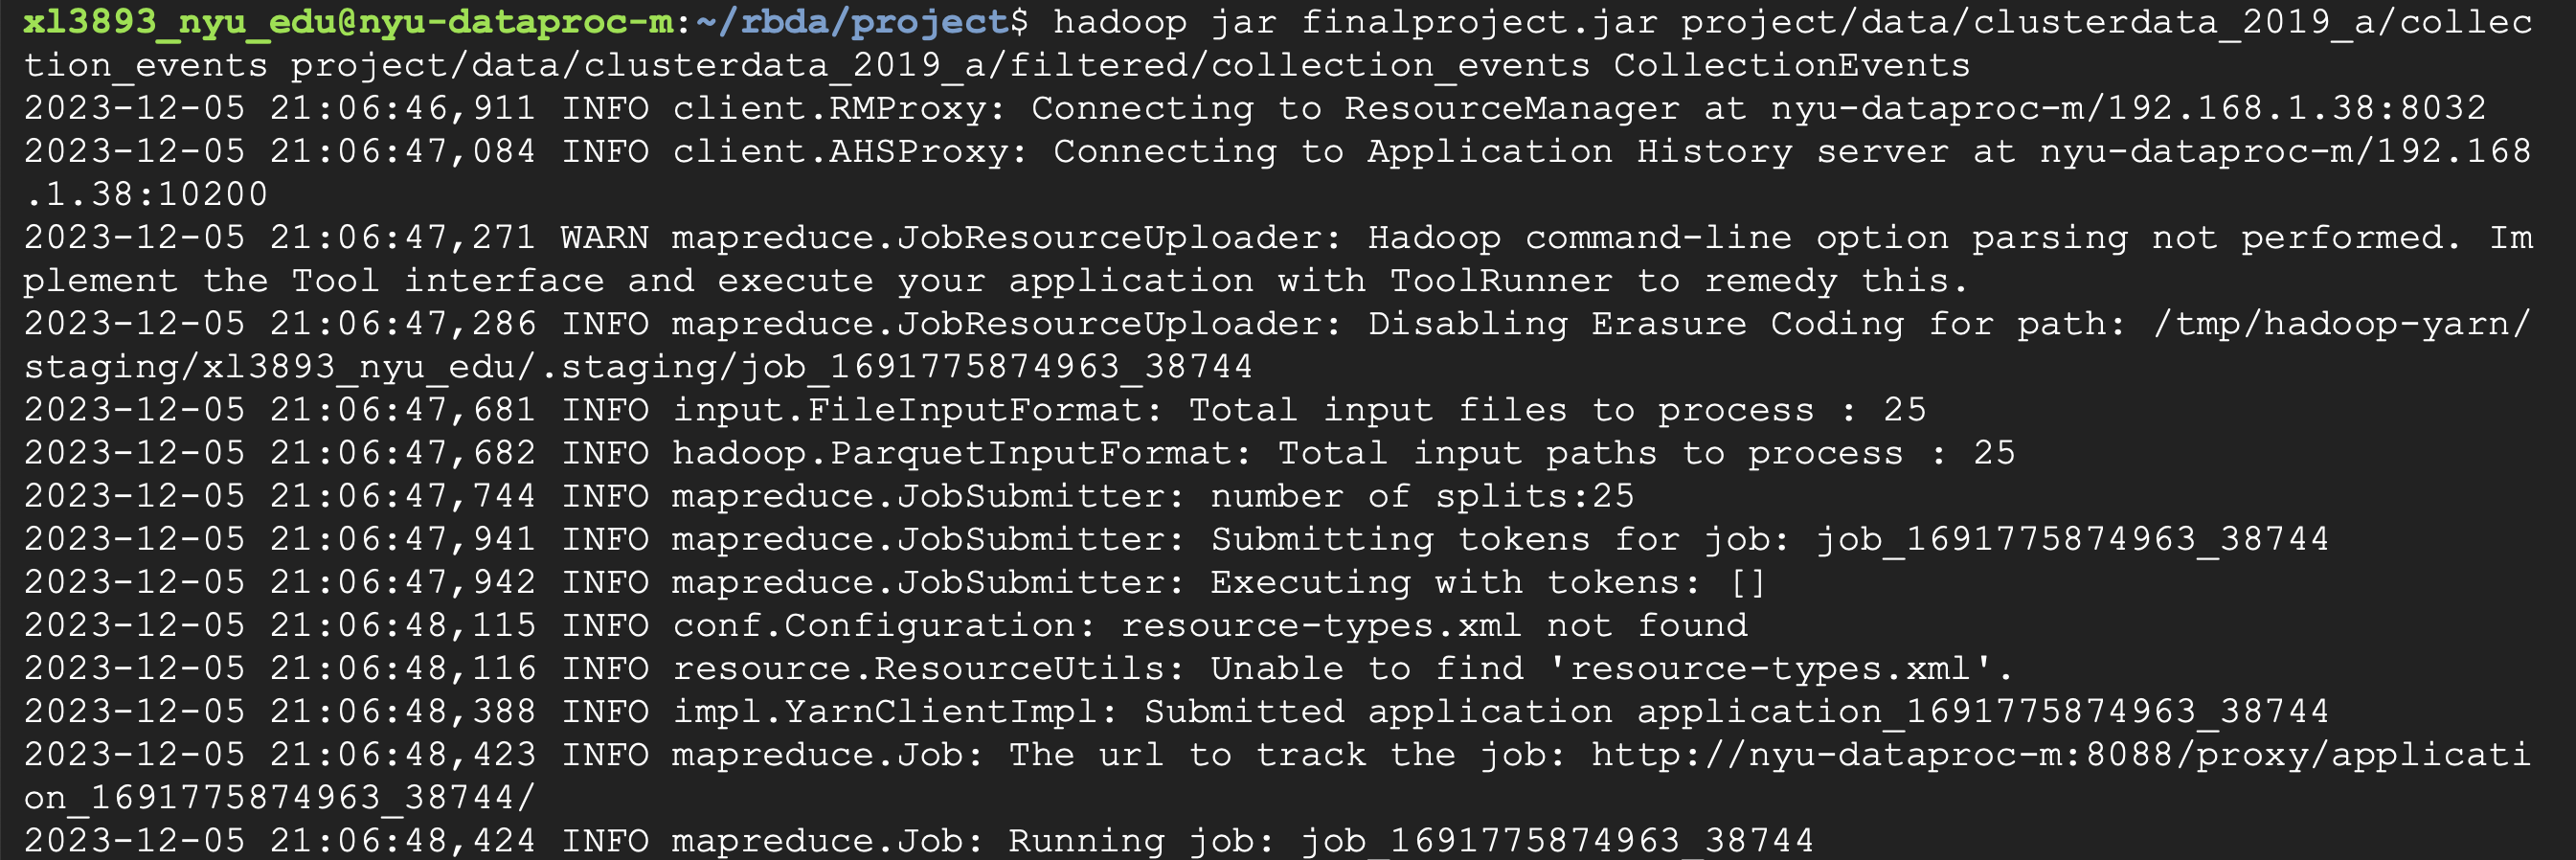 xl3893_nyu_edu@nyu-dataproc-m:~/rbda/project$ hadoop jar finalproject.jar project/data/clusterdata_2019_a/collec
tion_events project/data/clusterdata_2019_a/filtered/collection_events CollectionEvents
2023-12-05 21:06:46,911 INFO client.RMProxy: Connecting to ResourceManager at nyu-dataproc-m/192.168.1.38:8032
2023-12-05 21:06:47,084 INFO client.AHSProxy: Connecting to Application History server at nyu-dataproc-m/192.168
.1.38:10200
2023-12-05 21:06:47,271 WARN mapreduce.JobResourceUploader: Hadoop command-line option parsing not performed. Im
plement the Tool interface and execute your application with ToolRunner to remedy this.
2023-12-05 21:06:47,286 INFO mapreduce.JobResourceUploader: Disabling Erasure Coding for path: /tmp/hadoop-yarn/
staging/xl3893_nyu_edu/.staging/job_1691775874963_38744
2023-12-05 21:06:47,681 INFO input.FileInputFormat: Total input files to process : 25
2023-12-05 21:06:47,682 INFO hadoop.ParquetInputFormat: Total input paths to process : 25
2023-12-05 21:06:47,744 INFO mapreduce.JobSubmitter: number of splits:25
2023-12-05 21:06:47,941 INFO mapreduce.JobSubmitter: Submitting tokens for job: job_1691775874963_38744
2023-12-05 21:06:47,942 INFO mapreduce.JobSubmitter: Executing with tokens: []
2023-12-05 21:06:48,115 INFO conf.Configuration: resource-types.xml not found
2023-12-05 21:06:48,116 INFO resource.ResourceUtils: Unable to find 'resource-types.xml'.
2023-12-05 21:06:48,388 INFO impl.YarnClientImpl: Submitted application application_1691775874963_38744
2023-12-05 21:06:48,423 INFO mapreduce.Job: The url to track the job: http://nyu-dataproc-m:8088/proxy/applicati
on_1691775874963_38744/
2023-12-05 21:06:48,424 INFO mapreduce.Job: Running job: job_1691775874963_38744